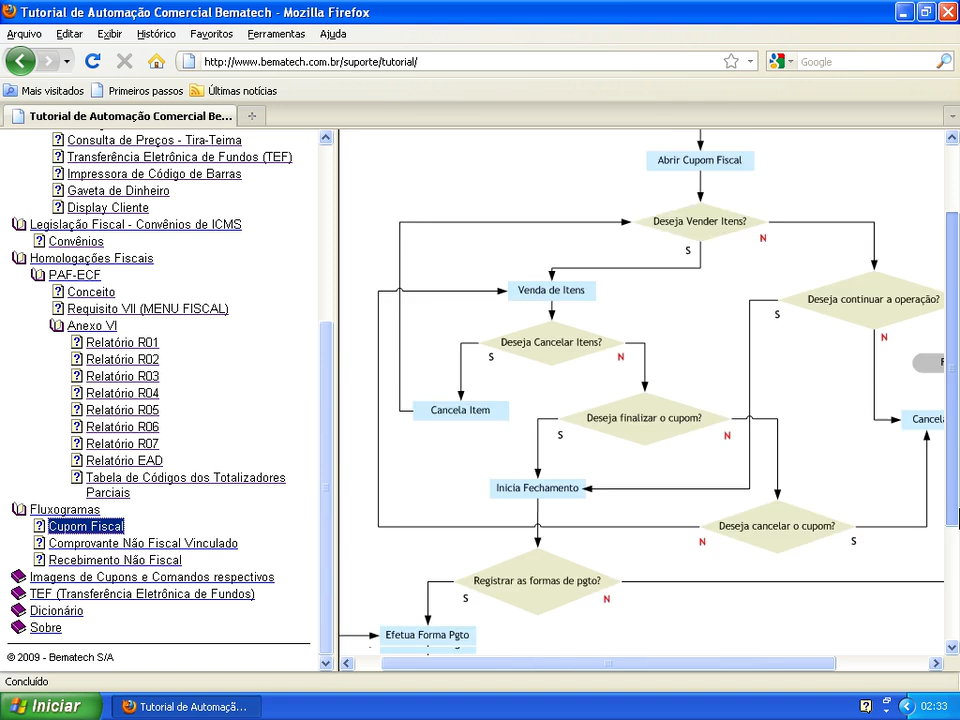 Tutorial de Automação Comercial Bematech - Mozilla Firefox
Arquivo Editar Exibir Histórico Favoritos Ferramentas Ajuda
http://www.bematech.com.br/suporte/tutorial/
Google
Mais visitados Primeiros passos Últimas notícias
Tutorial de Automação Comercial Be...
Consulta de Preços - Tira-Teima
Transferência Eletrônica de Fundos (TEF)
Impressora de Código de Barras
Gaveta de Dinheiro
Display Cliente
Legislação Fiscal - Convênios de ICMS
Convênios
Homologações Fiscais
PAF-ECF
Conceito
Requisito VII (MENU FISCAL)
Anexo VI
Relatório R01
Relatório R02
Relatório R03
Relatório R04
Relatório R05
Relatório R06
Relatório R07
Relatório EAD
Tabela de Códigos dos Totalizadores
Parciais
Fluxogramas
Cupom Fiscal
Comprovante Não Fiscal Vinculado
Recebimento Não Fiscal
Imagens de Cupons e Comandos respectivos
TEF (Transferência Eletrônica de Fundos)
Dicionário
Sobre
© 2009 - Bematech S/A
Abrir Cupom Fiscal
Deseja Vender Itens?
N
S
Venda de Itens
Deseja continuar a operação?
S
N
Deseja Cancelar Itens?
S
N
Cancela Item
Deseja finalizar o cupom?
S
N
Cancela
Inicia Fechamento
Deseja cancelar o cupom?
N
S
Registrar as formas de pgto?
S
N
Efetua Forma Pgto
Concluído
Iniciar
Tutorial de Automaçã...
02:33